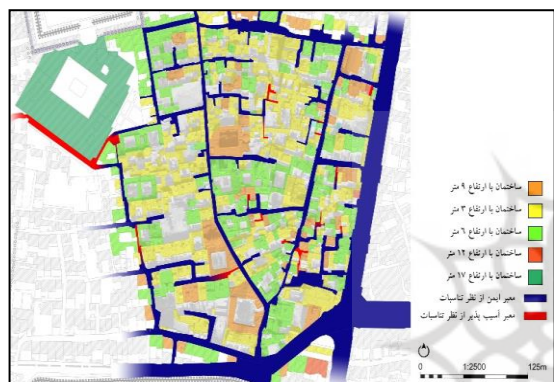 ساختمان با ارتفاع ۹ متر
ساختمان با ارتفاع ۳ متر
ساختمان با ارتفاع ۶ متر
ساختمان با ارتفاع ۱۲ متر
ساختمان با ارتفاع ۱۷ متر
معبر ایمن از نظر تناسبات
معبر آسیب پذیر از نظر تناسبات
0 1:2500 125m